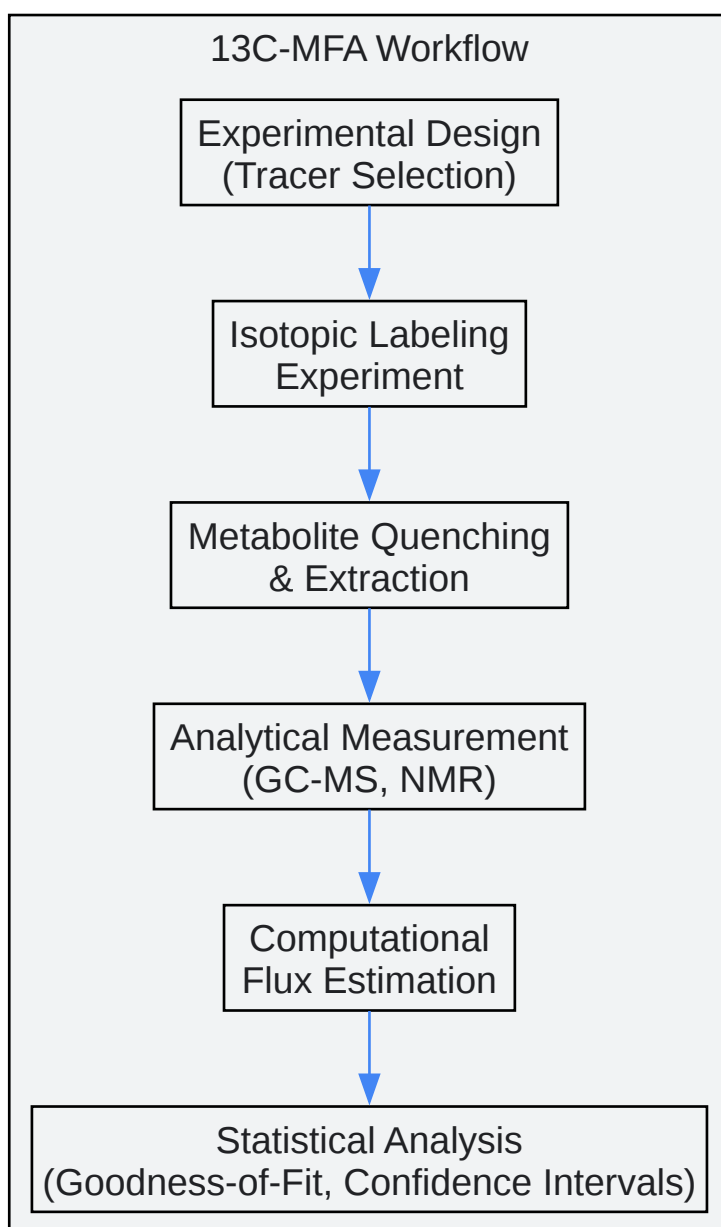 13C-MFA Workflow
Experimental Design
(Tracer Selection)
Isotopic Labeling
Experiment
Metabolite Quenching
& Extraction
Analytical Measurement
(GC-MS, NMR)
Computational
Flux Estimation
Statistical Analysis
(Goodness-of-Fit, Confidence Intervals)